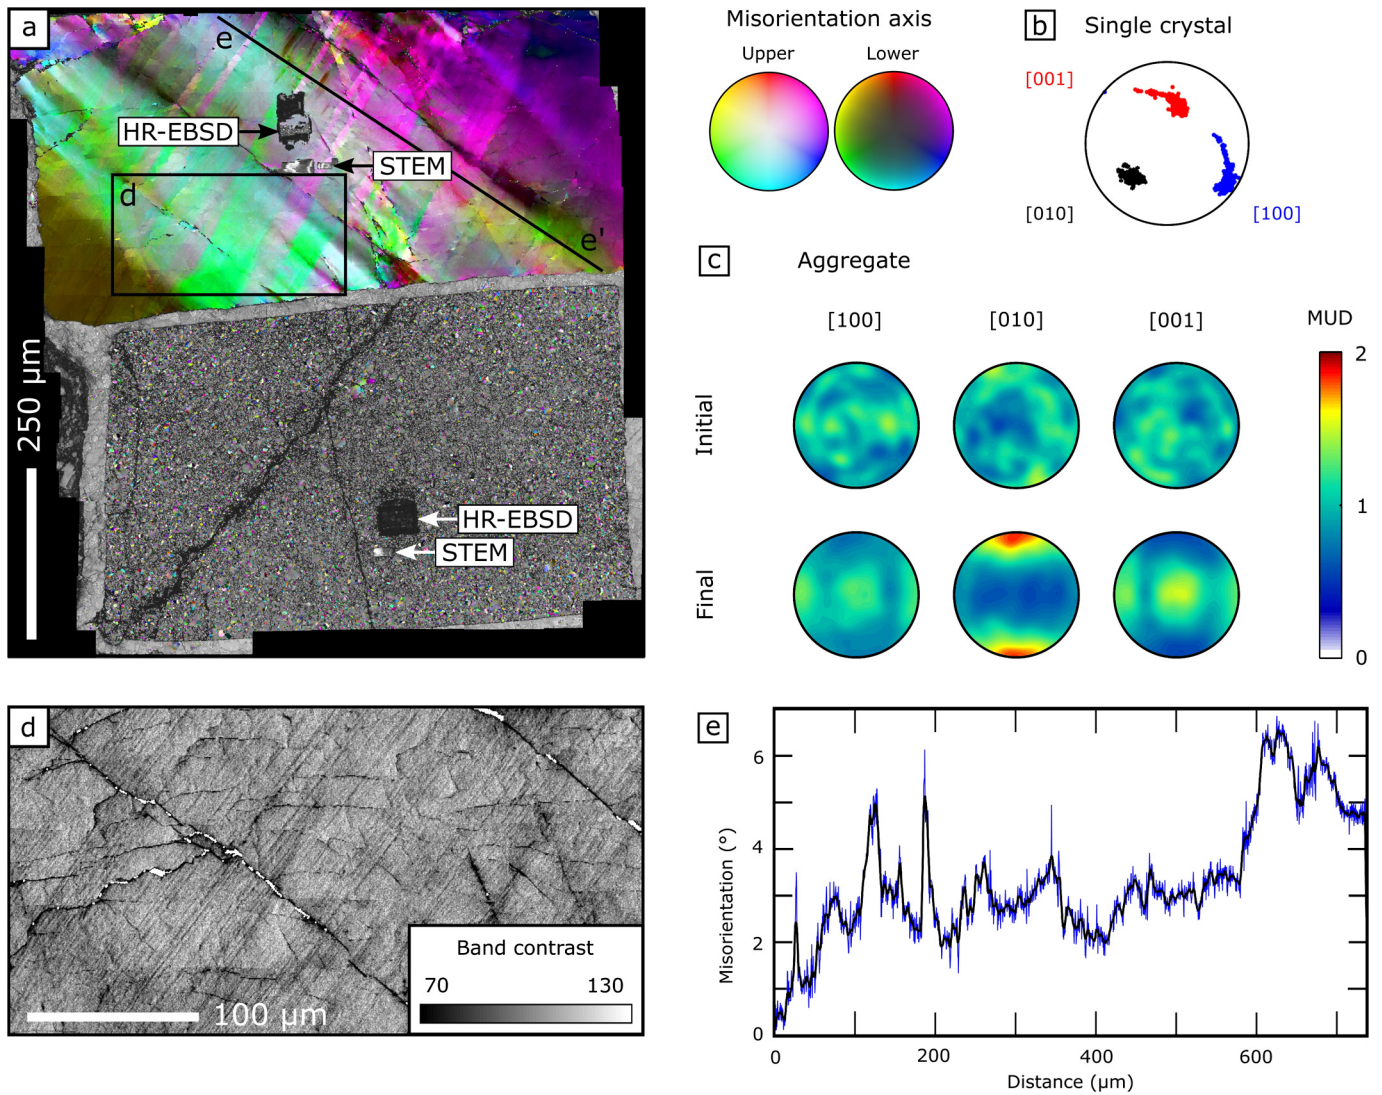 a
e
HR-EBSD
STEM
d
e'
250 µm
HR-EBSD
STEM
Misorientation axis
Upper
Lower
b
Single crystal
[001]
[010]
[100]
c
Aggregate
[100]
[010]
[001]
MUD
Initial
Final
2
1
0
d
Band contrast
70
130
100 µm
e
Misorientation (°)
6
4
2
0
0
200
400
600
Distance (µm)